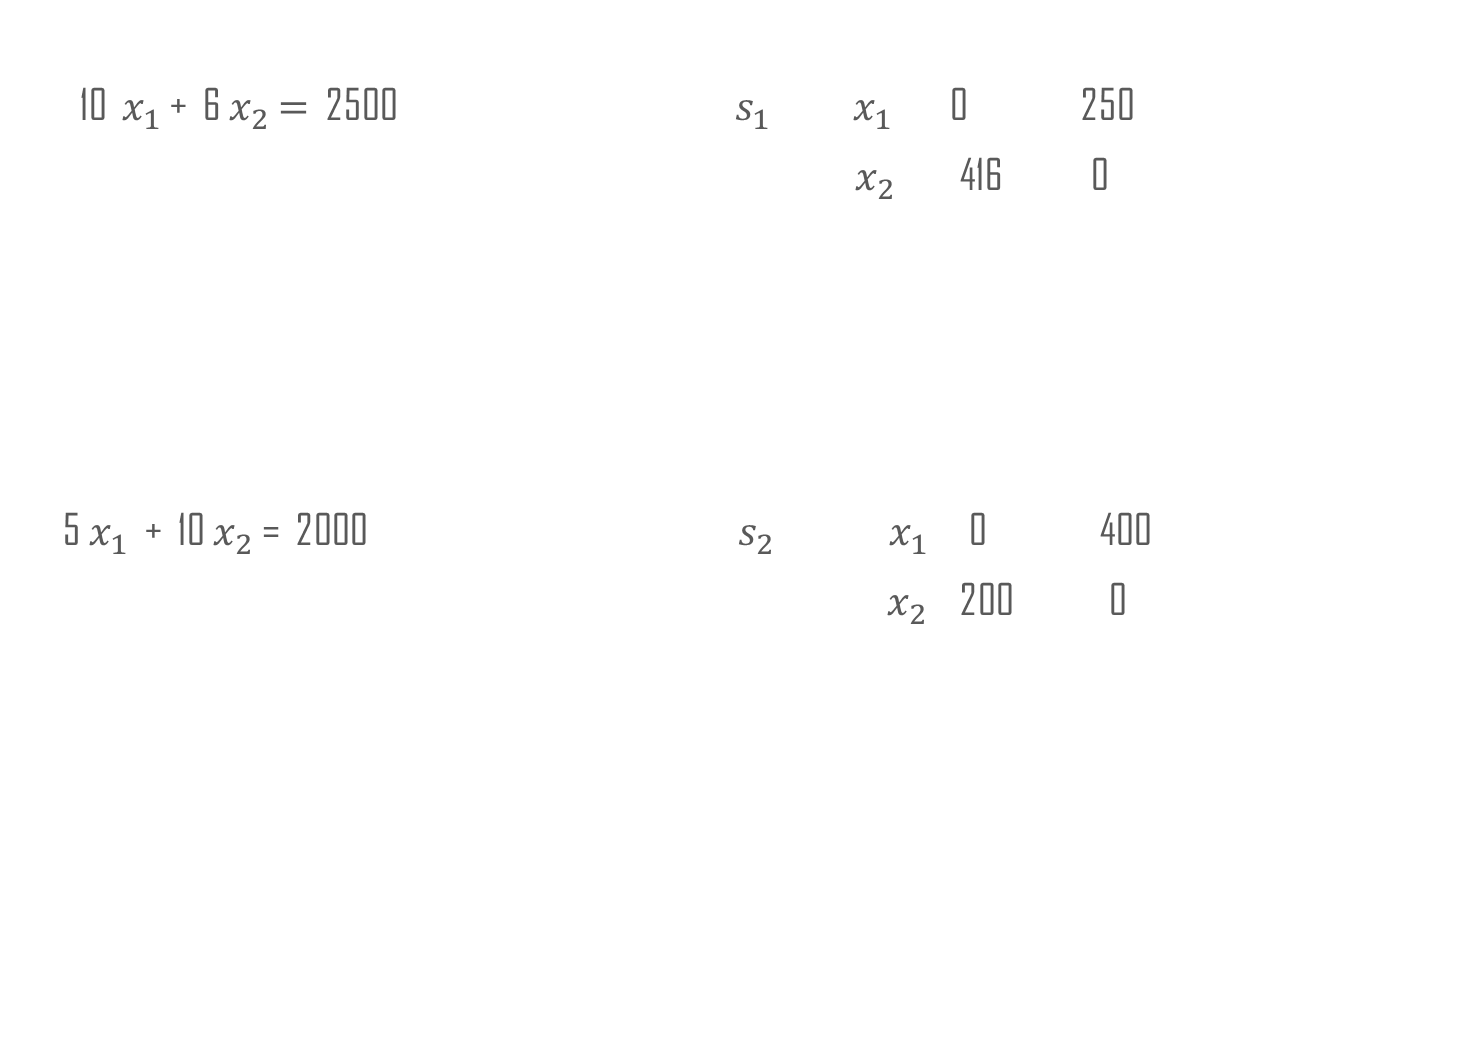 10 x₁ + 6 x₂ = 2500 s₁ x₁ 0 250
x₂ 416 0
5 x₁ + 10 x₂ = 2000 s₂ x₁ 0 400
x₂ 200 0